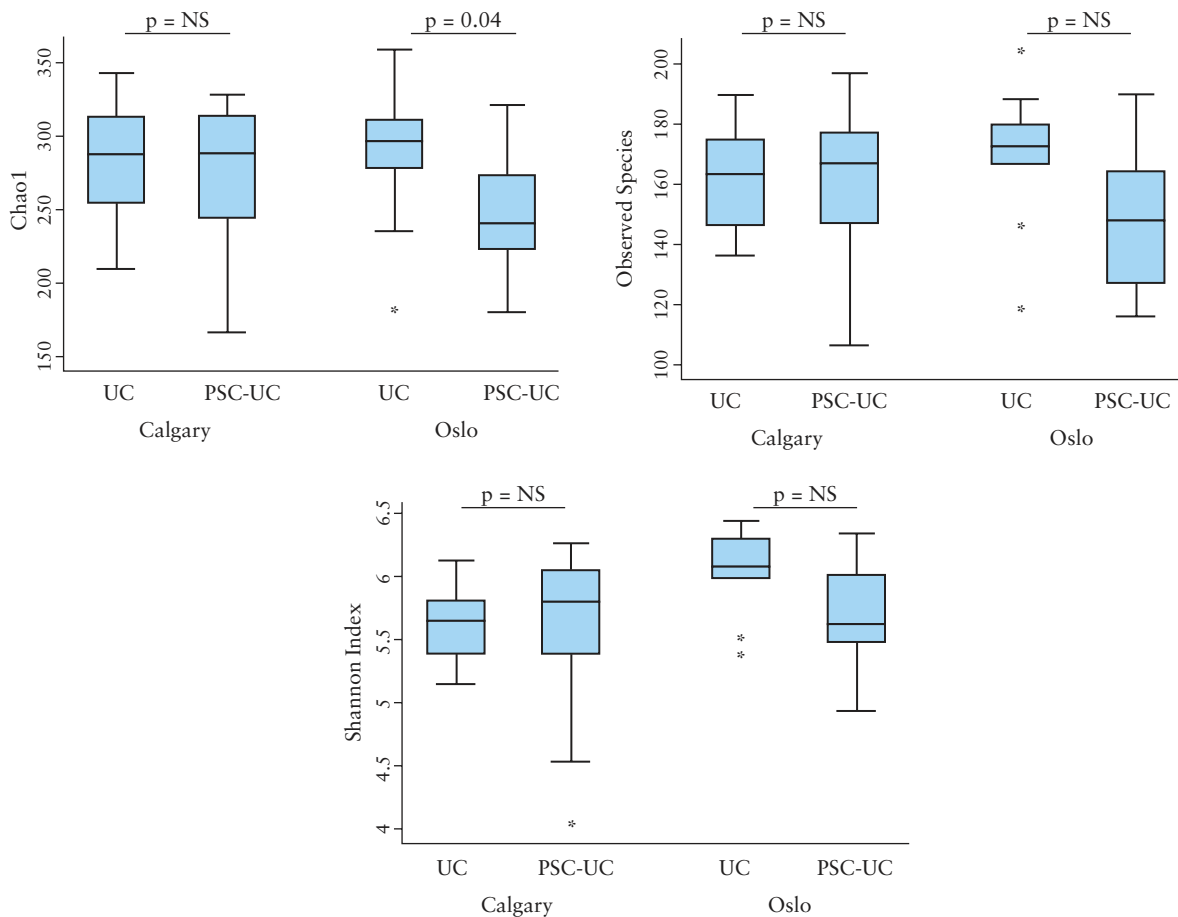 p = NS
p = 0.04
Chao1
350
300
250
200
150
UC
PSC-UC
UC
PSC-UC
Calgary
Oslo
*
p = NS
p = NS
Observed Species
200
180
160
140
120
100
*
*
*
UC
PSC-UC
UC
PSC-UC
Calgary
Oslo
p = NS
p = NS
Shannon Index
6.5
6
5.5
5
4.5
4
*
*
*
UC
PSC-UC
UC
PSC-UC
Calgary
Oslo